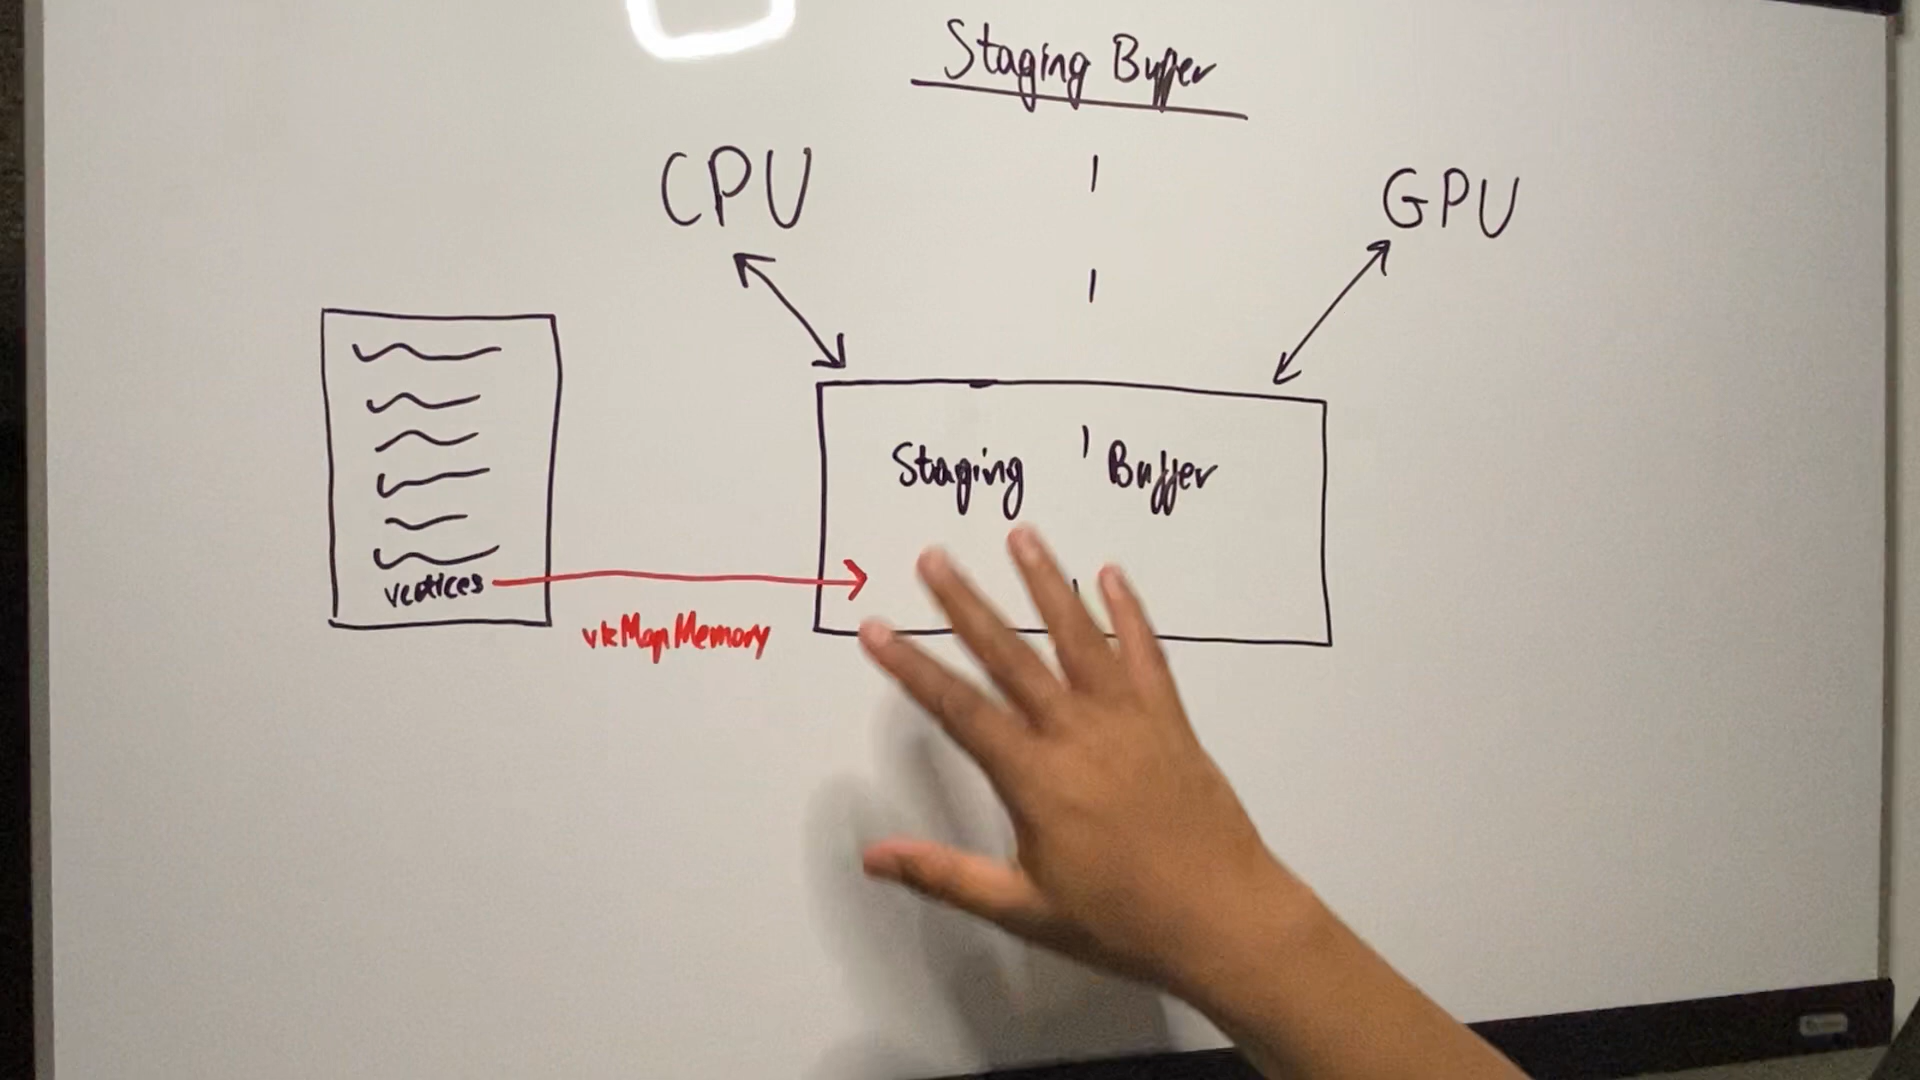 Staging Buffer
CPU
GPU
Staging Buffer
vertices
vkMapMemory